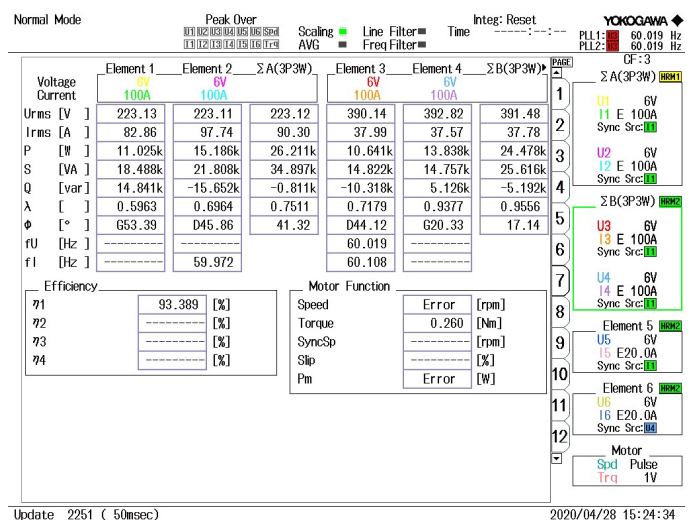 Normal Mode Peak Over Integ: Reset YOKOGAWA
U1 U2 U3 U4 U5 U6 Spd Scaling Line Filter Time -----:--:-- PLL1: U3 60.019 Hz
I1 I2 I3 I4 I5 I6 Trq AVG Freq Filter PLL2: U3 60.019 Hz
PAGE CF:3
Element 1 Element 2 ΣA(3P3W) Element 3 Element 4 ΣB(3P3W)
Voltage 6V 6V 6V 6V
Current 100A 100A 100A 100A
Urms [V ] 223.13 223.11 223.12 390.14 392.82 391.48
Irms [A ] 82.86 97.74 90.30 37.99 37.57 37.78
P [W ] 11.025k 15.186k 26.211k 10.641k 13.838k 24.478k
S [VA ] 18.488k 21.808k 34.897k 14.822k 14.757k 25.616k
Q [var] 14.841k -15.652k -0.811k -10.318k 5.126k -5.192k
λ [ ] 0.5963 0.6964 0.7511 0.7179 0.9377 0.9556
Φ [° ] G53.39 D45.86 41.32 D44.12 G20.33 17.14
fU [Hz ] -------- -------- 60.019 --------
fI [Hz ] -------- 59.972 60.108 --------
Efficiency
η1 93.389 [%]
η2 -------- [%]
η3 -------- [%]
η4 -------- [%]
Motor Function
Speed Error [rpm]
Torque 0.260 [Nm]
SyncSp -------- [rpm]
Slip -------- [%]
Pm Error [W]
1
2
3
4
5
6
7
8
9
10
11
12
ΣA(3P3W) HRM1
U1 6V
I1 E 100A
Sync Src: I1
U2 6V
I2 E 100A
Sync Src: I1
ΣB(3P3W) HRM2
U3 6V
I3 E 100A
Sync Src: I1
U4 6V
I4 E 100A
Sync Src: I1
Element 5 HRM2
U5 6V
I5 E20.0A
Sync Src: I1
Element 6 HRM2
U6 6V
I6 E20.0A
Sync Src: U4
Motor
Spd Pulse
Trq 1V
Update 2251 ( 50msec) 2020/04/28 15:24:34